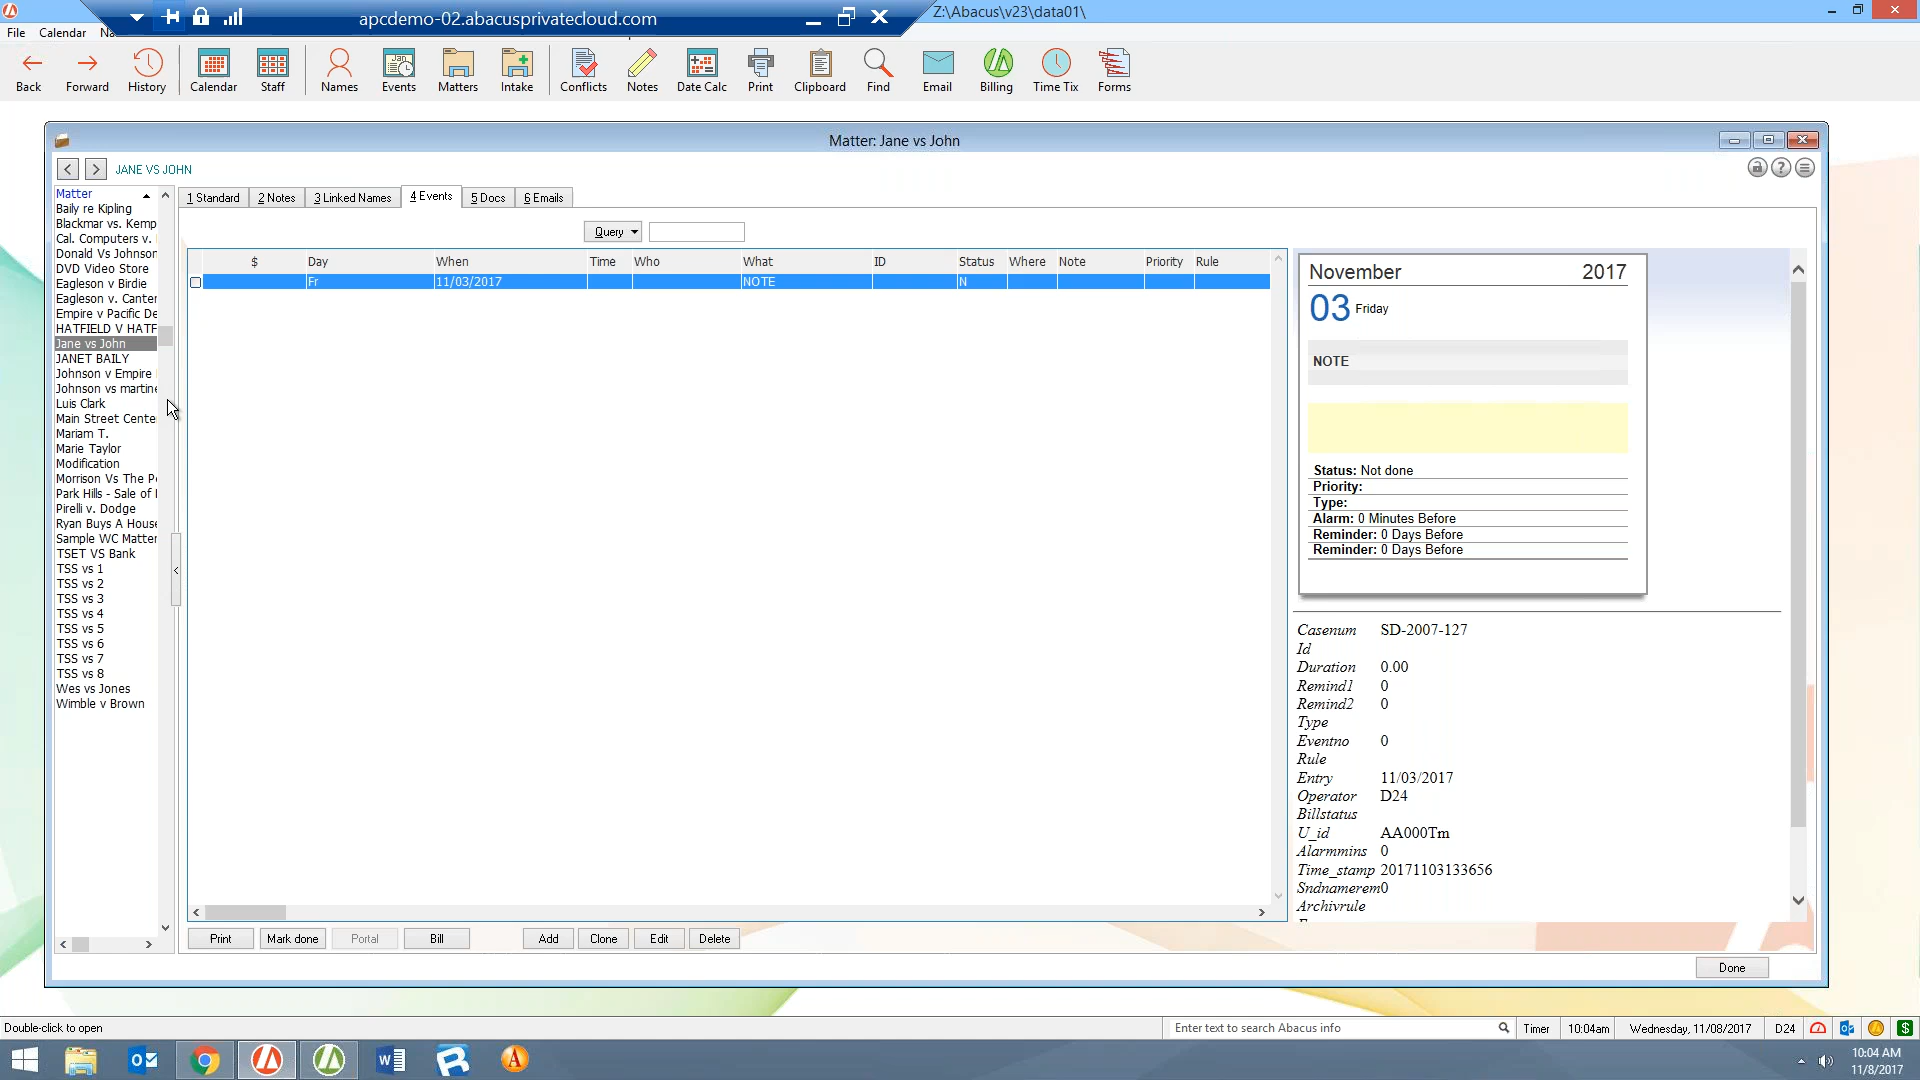 apcdemo-02.abacusprivatecloud.com
Z:\Abacus\v23\data01\
File Calendar
Back Forward History Calendar Staff Names Events Matters Intake Conflicts Notes Date Calc Print Clipboard Find Email Billing Time Tix Forms
Matter: Jane vs John
JANE VS JOHN
1 Standard 2 Notes 3 Linked Names 4 Events 5 Docs 6 Emails
Query
Matter
Baily re Kipling
Blackmar vs. Kemp
Cal. Computers v.
Donald Vs Johnson
DVD Video Store
Eagleson v Birdie
Eagleson v. Canter
Empire v Pacific De
HATFIELD V HATF
Jane vs John
JANET BAILY
Johnson v Empire
Johnson vs martine
Luis Clark
Main Street Cente
Mariam T.
Marie Taylor
Modification
Morrison Vs The P
Park Hills - Sale of
Pirelli v. Dodge
Ryan Buys A House
Sample WC Matter
TSET VS Bank
TSS vs 1
TSS vs 2
TSS vs 3
TSS vs 4
TSS vs 5
TSS vs 6
TSS vs 7
TSS vs 8
Wes vs Jones
Wimble v Brown
$ Day When Time Who What ID Status Where Note Priority Rule
Fr 11/03/2017 NOTE N
November 2017
03 Friday
NOTE
Status: Not done
Priority:
Type:
Alarm: 0 Minutes Before
Reminder: 0 Days Before
Reminder: 0 Days Before
Casenum SD-2007-127
Id
Duration 0.00
Remind1 0
Remind2 0
Type
Eventno 0
Rule
Entry 11/03/2017
Operator D24
Billstatus
U_id AA000Tm
Alarmmins 0
Time_stamp 20171103133656
Sndnamerem0
Archivrule
Print Mark done Portal Bill Add Clone Edit Delete
Done
Double-click to open
Enter text to search Abacus info
Timer 10:04am Wednesday, 11/08/2017 D24
10:04 AM
11/8/2017